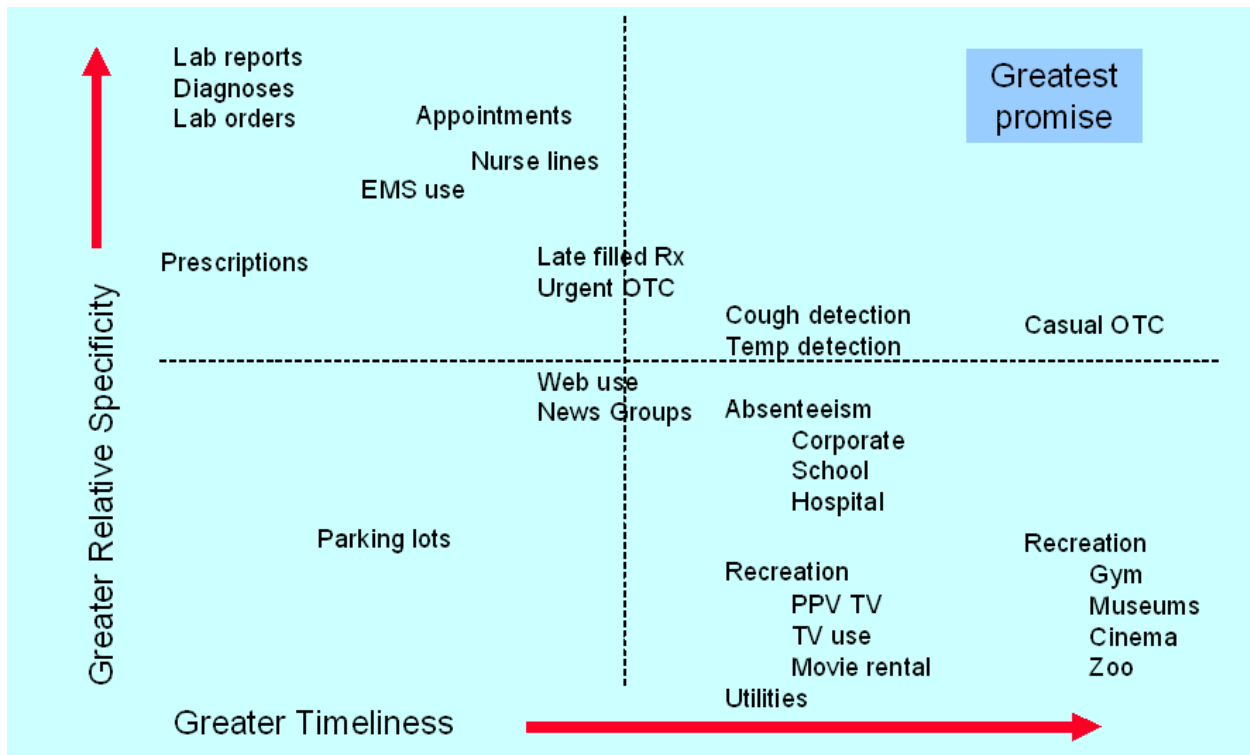 Lab reports
Diagnoses
Lab orders
Appointments
Nurse lines
EMS use
Greatest
promise
Prescriptions
Late filled Rx
Urgent OTC
Cough detection
Temp detection
Casual OTC
Web use
News Groups
Absenteeism
Corporate
School
Hospital
Parking lots
Recreation
PPV TV
TV use
Movie rental
Utilities
Recreation
Gym
Museums
Cinema
Zoo
Greater Relative Specificity
Greater Timeliness